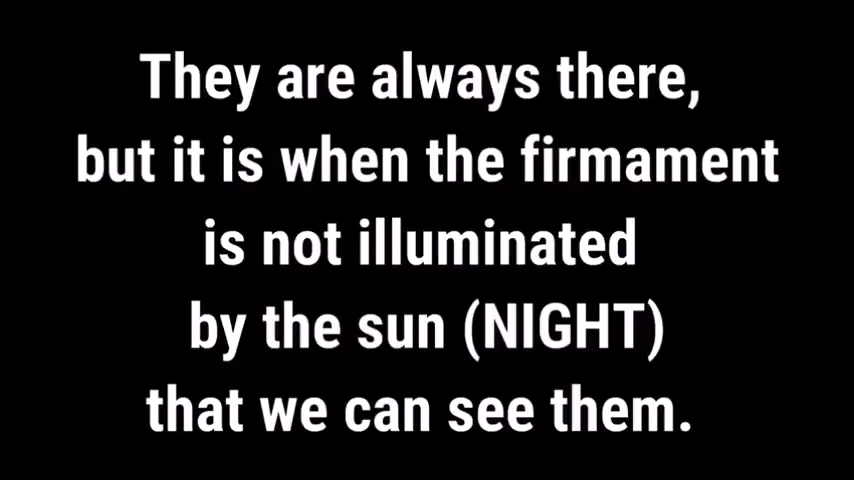 They are always there,
but it is when the firmament
is not illuminated
by the sun (NIGHT)
that we can see them.